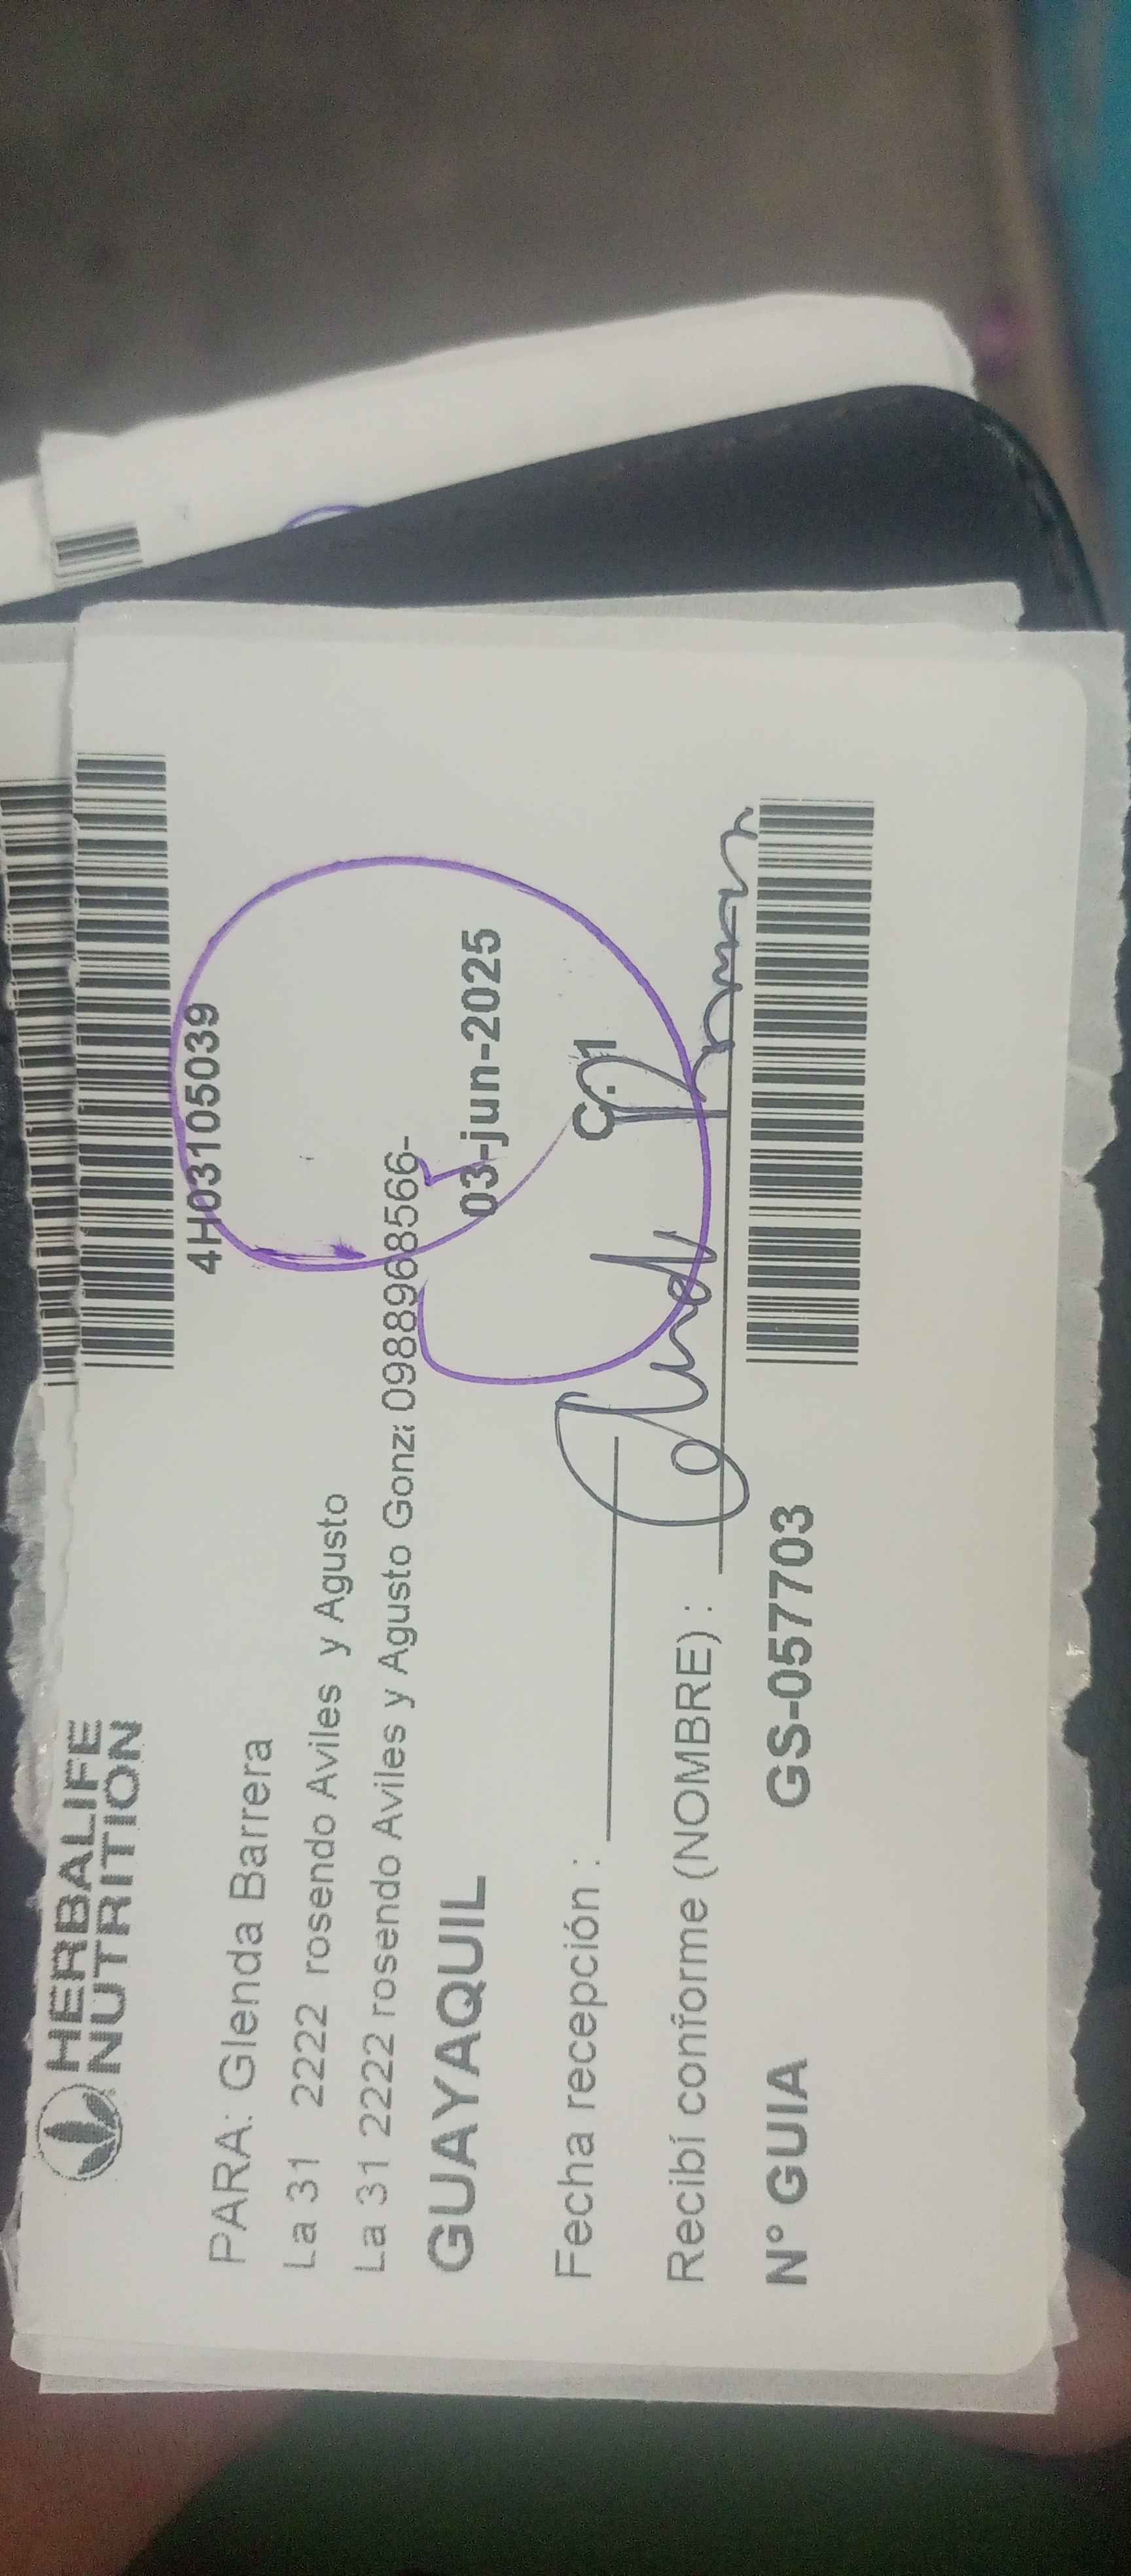 HERBALIFE
NUTRITION
4H03105039
PARA: Glenda Barrera
La 31 2222 rosendo Aviles y Agusto
La 31 2222 rosendo Aviles y Agusto Gonz: 0988968566-
GUAYAQUIL 03-jun-2025
Fecha recepción : C.1
Recibí conforme (NOMBRE) :
N° GUIA GS-057703